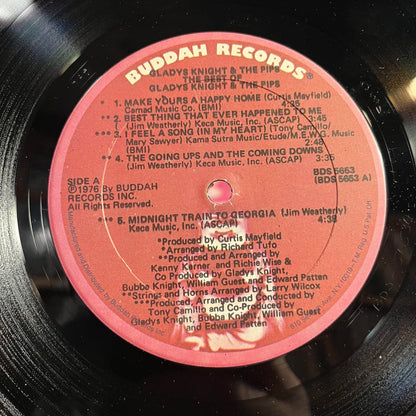 BUDDAH RECORDS®
GLADYS KNIGHT & THE PIPS
THE BEST OF
GLADYS KNIGHT & THE PIPS
* 1. MAKE YOURS A HAPPY HOME (Curtis Mayfield)
Camad Music Co. (BMI) 4:35
** 2. BEST THING THAT EVER HAPPENED TO ME
(Jim Weatherly) Keca Music, Inc. (ASCAP) 3:45
*** 3. I FEEL A SONG (IN MY HEART) (Tony Camillo/
Mary Sawyer) Kama Sutra Music/Etude/M.E.W.G. Music
(BMI) 2:48
** 4. THE GOING UPS AND THE COMING DOWNS
(Jim Weatherly) Keca Music, Inc. (ASCAP) 3:35
SIDE A
℗1976 By BUDDAH
RECORDS INC.
All Rights Reserved.
BDS 5653
(BDS 5653 A)
*** 5. MIDNIGHT TRAIN TO GEORGIA (Jim Weatherly)
Keca Music, Inc. (ASCAP) 4:38
*Produced by Curtis Mayfield
*Arranged by Richard Tufo
**Produced and Arranged by
Kenny Kerner and Richie Wise &
Co Produced by Gladys Knight,
Bubba Knight, William Guest and Edward Patten
**Strings and Horns Arranged by Larry Wilcox
***Produced, Arranged and Conducted by
Tony Camillo and Co-Produced by
Gladys Knight, Bubba Knight, William Guest
and Edward Patten